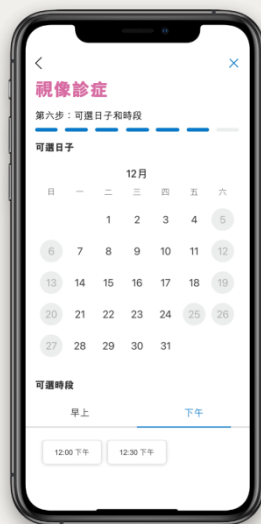 視像診症
第六步：可選日子和時段
可選日子
12月
日 一 二 三 四 五 六
1 2 3 4 5
6 7 8 9 10 11 12
13 14 15 16 17 18 19
20 21 22 23 24 25 26
27 28 29 30 31
可選時段
早上 下午
12:00 下午 12:30 下午